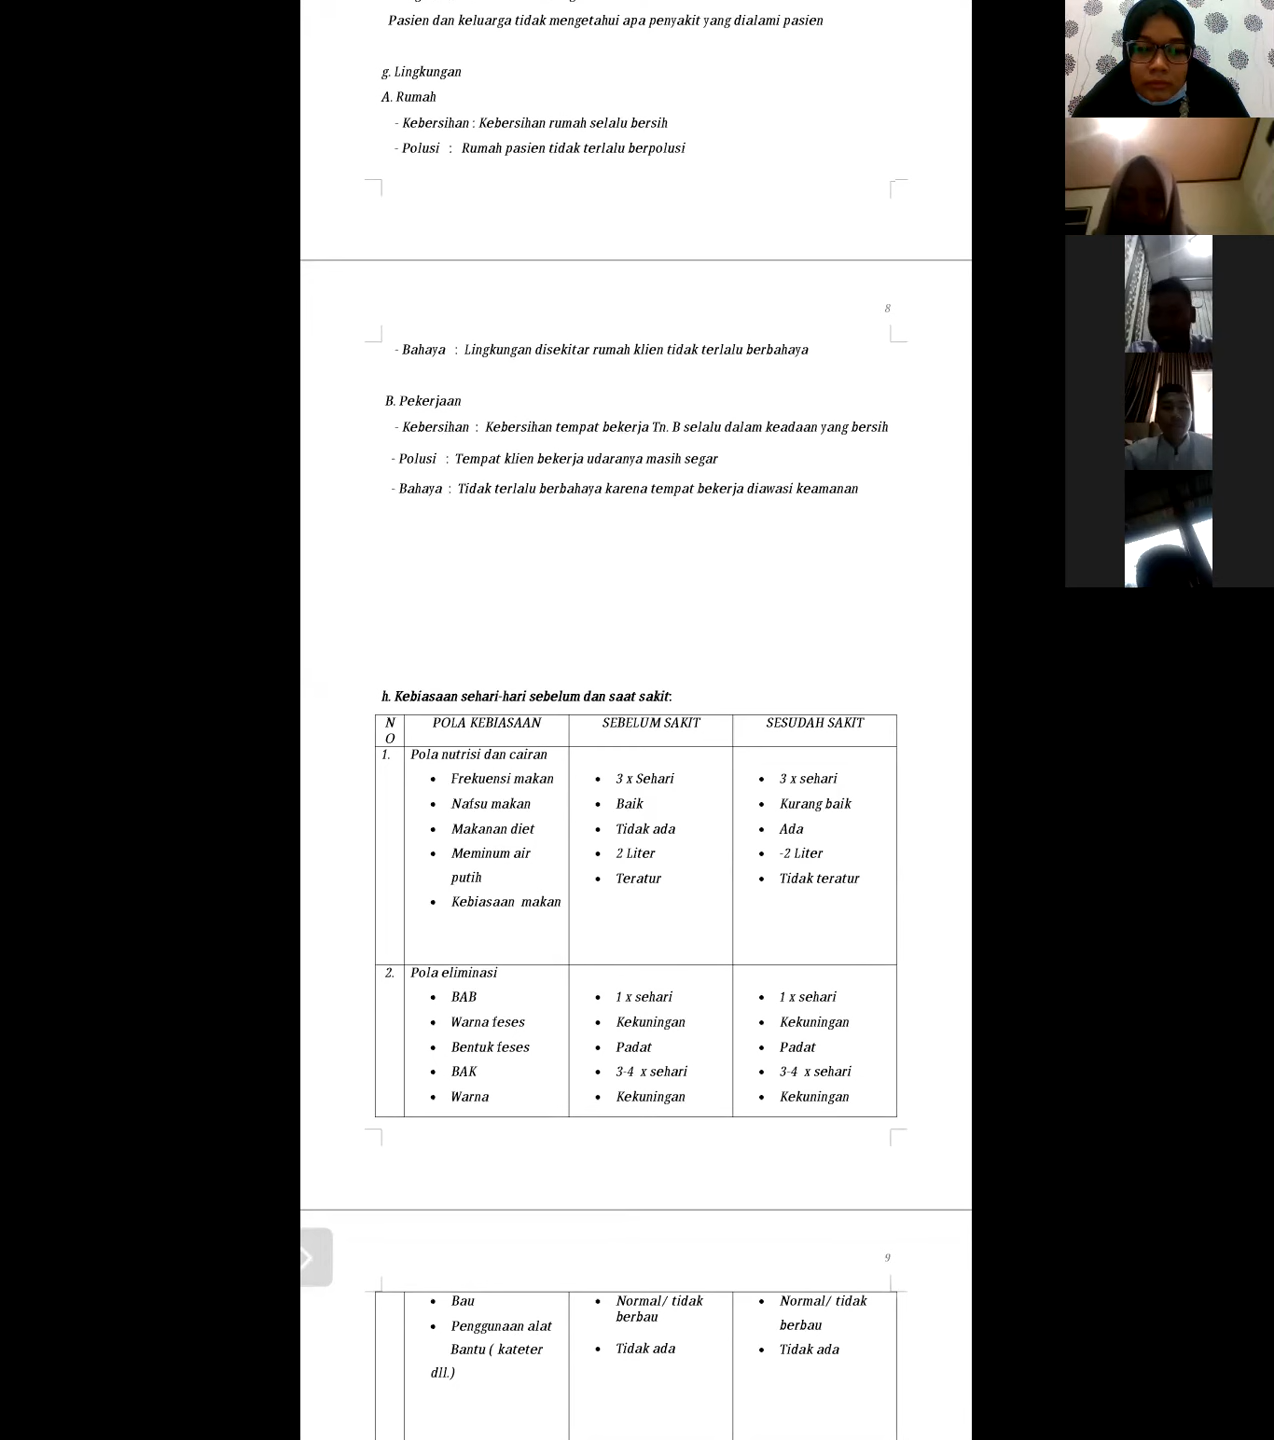 Pasien dan keluarga tidak mengetahui apa penyakit yang dialami pasien
g. Lingkungan
A. Rumah
- Kebersihan : Kebersihan rumah selalu bersih
- Polusi : Rumah pasien tidak terlalu berpolusi
8
- Bahaya : Lingkungan disekitar rumah klien tidak terlalu berbahaya
B. Pekerjaan
- Kebersihan : Kebersihan tempat bekerja Tn. B selalu dalam keadaan yang bersih
- Polusi : Tempat klien bekerja udaranya masih segar
- Bahaya : Tidak terlalu berbahaya karena tempat bekerja diawasi keamanan
h. Kebiasaan sehari-hari sebelum dan saat sakit:
NO POLA KEBIASAAN SEBELUM SAKIT SESUDAH SAKIT
1. Pola nutrisi dan cairan
• Frekuensi makan • 3 x Sehari • 3 x sehari
• Nafsu makan • Baik • Kurang baik
• Makanan diet • Tidak ada • Ada
• Meminum air • 2 Liter • -2 Liter
putih • Teratur • Tidak teratur
• Kebiasaan makan
2. Pola eliminasi
• BAB • 1 x sehari • 1 x sehari
• Warna feses • Kekuningan • Kekuningan
• Bentuk feses • Padat • Padat
• BAK • 3-4 x sehari • 3-4 x sehari
• Warna • Kekuningan • Kekuningan
9
• Bau • Normal/ tidak • Normal/ tidak
berbau berbau
• Penggunaan alat
Bantu ( kateter • Tidak ada • Tidak ada
dll.)